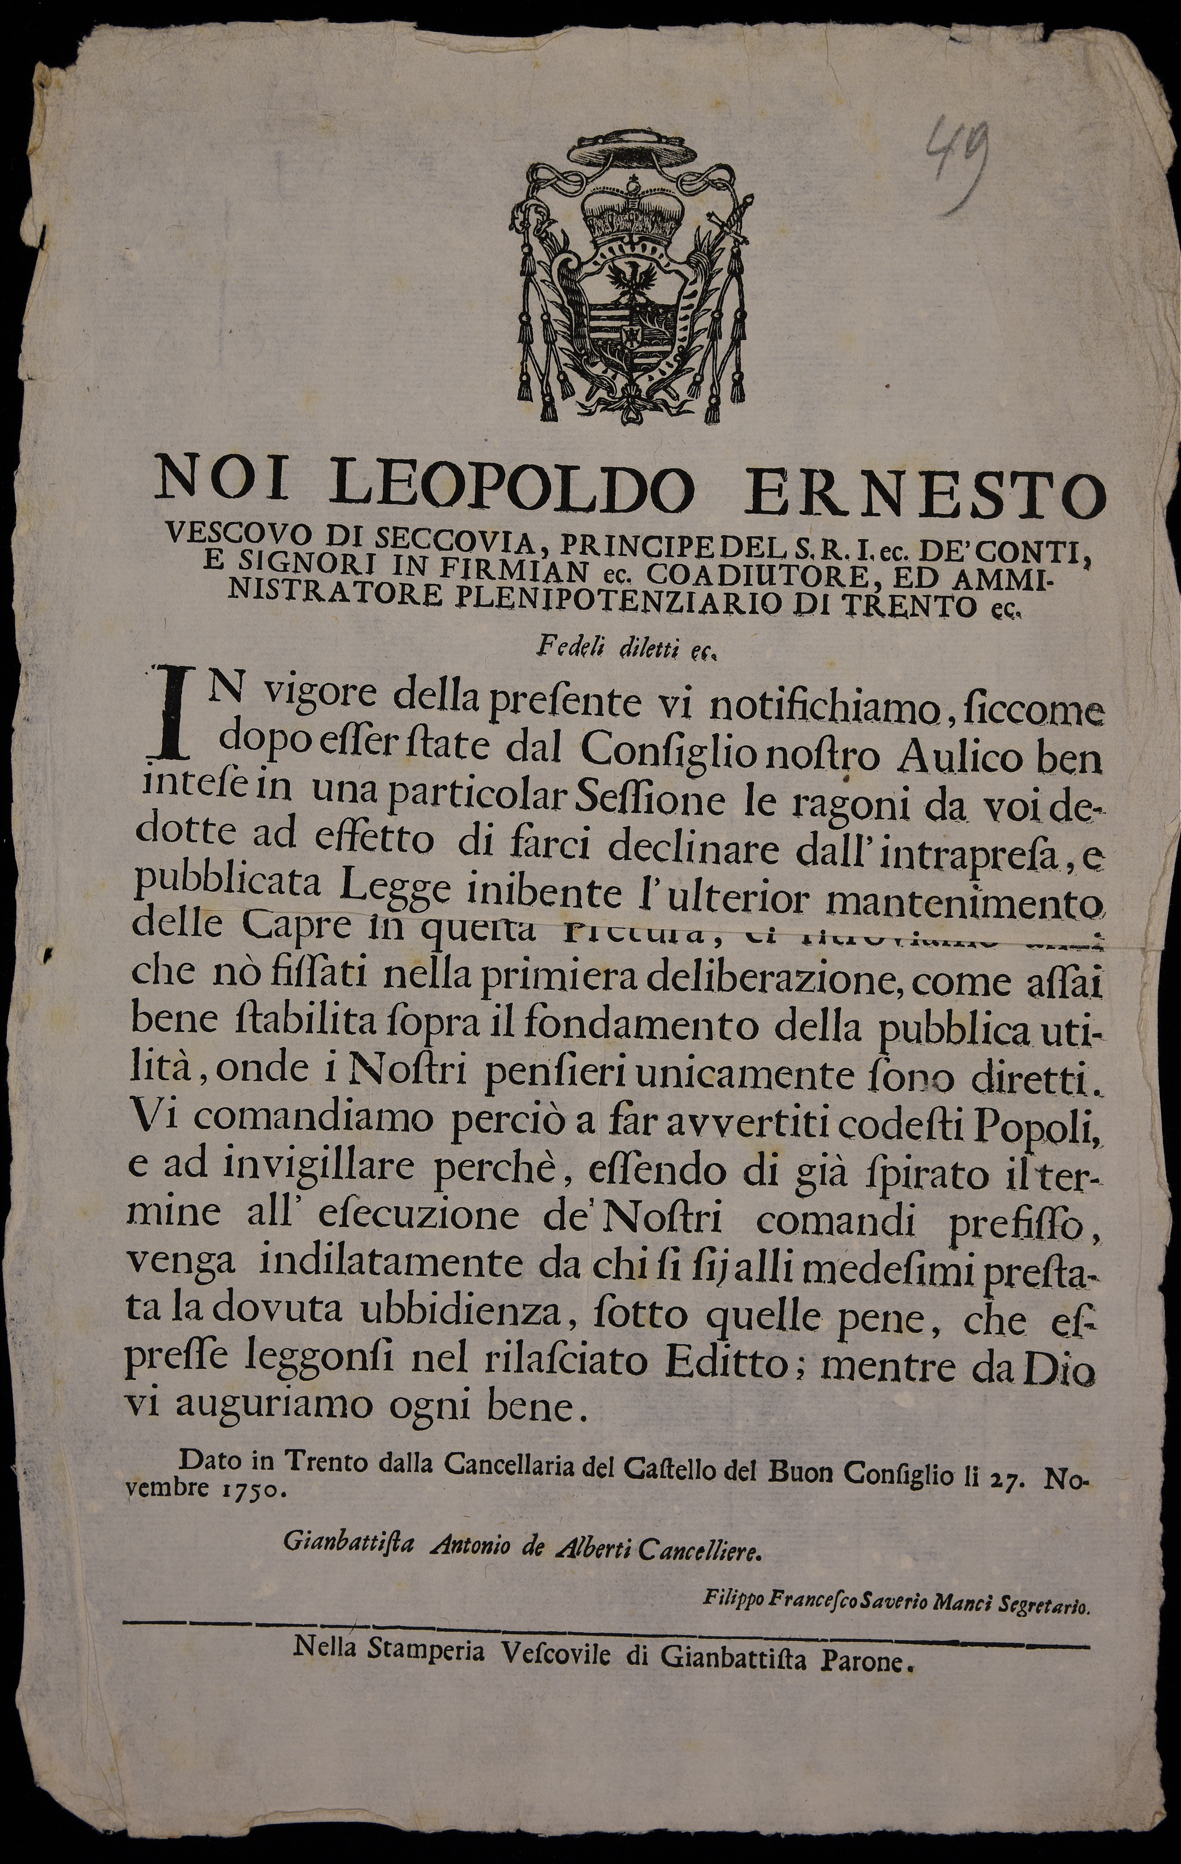 49
NOI LEOPOLDO ERNESTO
VESCOVO DI SECCOVIA, PRINCIPE DEL S. R. I. ec. DE' CONTI,
E SIGNORI IN FIRMIAN ec. COADIUTORE, ED AMMI-
NISTRATORE PLENIPOTENZIARIO DI TRENTO ec.
Fedeli diletti ec.
IN vigore della preſente vi notifichiamo, ſiccome
dopo eſſer ſtate dal Conſiglio noſtro Aulico ben
inteſe in una particolar Seſſione le ragoni da voi de-
dotte ad effetto di farci declinare dall' intrapreſa, e
pubblicata Legge inibente l' ulterior mantenimento
delle Capre in queſta
che nò fiſſati nella primiera deliberazione, come aſſai
bene ſtabilita ſopra il fondamento della pubblica uti-
lità, onde i Noſtri penſieri unicamente ſono diretti.
Vi comandiamo perciò a far avvertiti codeſti Popoli,
e ad invigillare perchè, eſſendo di già ſpirato il ter-
mine all' eſecuzione de' Noſtri comandi prefiſſo,
venga indilatamente da chi ſi ſij alli medeſimi preſta-
ta la dovuta ubbidienza, ſotto quelle pene, che eſ-
preſſe leggonſi nel rilaſciato Editto; mentre da Dio
vi auguriamo ogni bene.
Dato in Trento dalla Cancellaria del Caſtello del Buon Conſiglio li 27. No-
vembre 1750.
Gianbattiſta Antonio de Alberti Cancelliere.
Filippo Franceſco Saverio Manci Segretario.
Nella Stamperia Veſcovile di Gianbattiſta Parone.